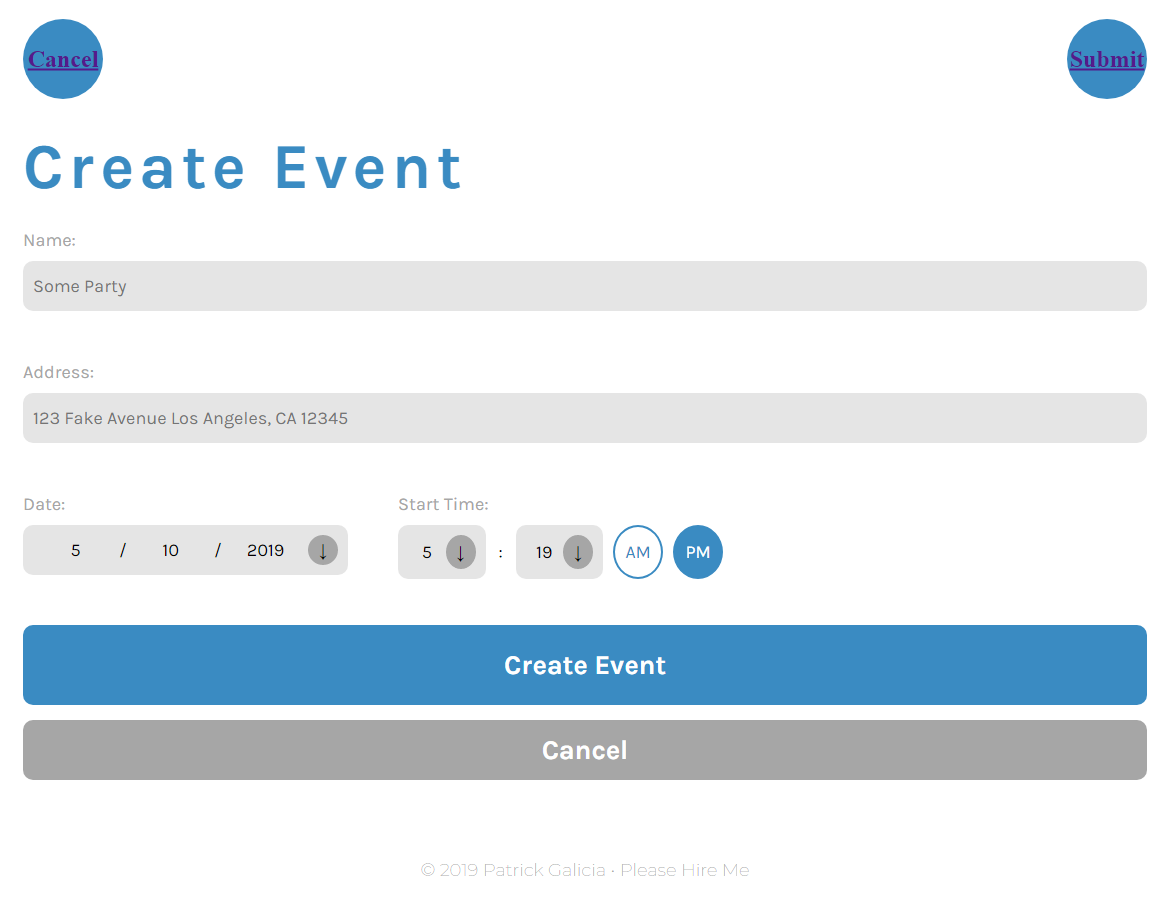 Cancel Submit
Create Event
Name:
Some Party
Address:
123 Fake Avenue Los Angeles, CA 12345
Date: Start Time:
5 / 10 / 2019 ↓ 5 ↓ : 19 ↓ AM PM
Create Event
Cancel
© 2019 Patrick Galicia · Please Hire Me